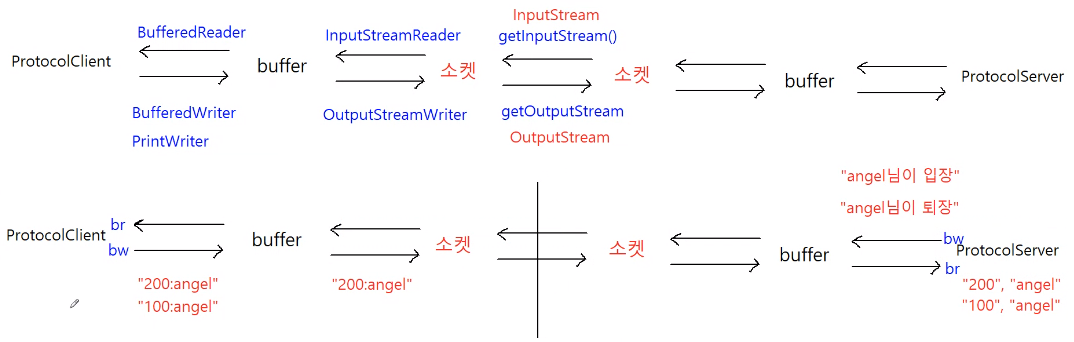 InputStream
BufferedReader
InputStreamReader
getInputStream()
ProtocolClient
buffer
소켓
소켓
buffer
ProtocolServer
BufferedWriter
OutputStreamWriter
getOutputStream
PrintWriter
OutputStream
"angel님이 입장"
"angel님이 퇴장"
br
ProtocolClient
bw
buffer
소켓
소켓
buffer
bw
ProtocolServer
br
"200:angel"
"200:angel"
"200", "angel"
"100:angel"
"100", "angel"